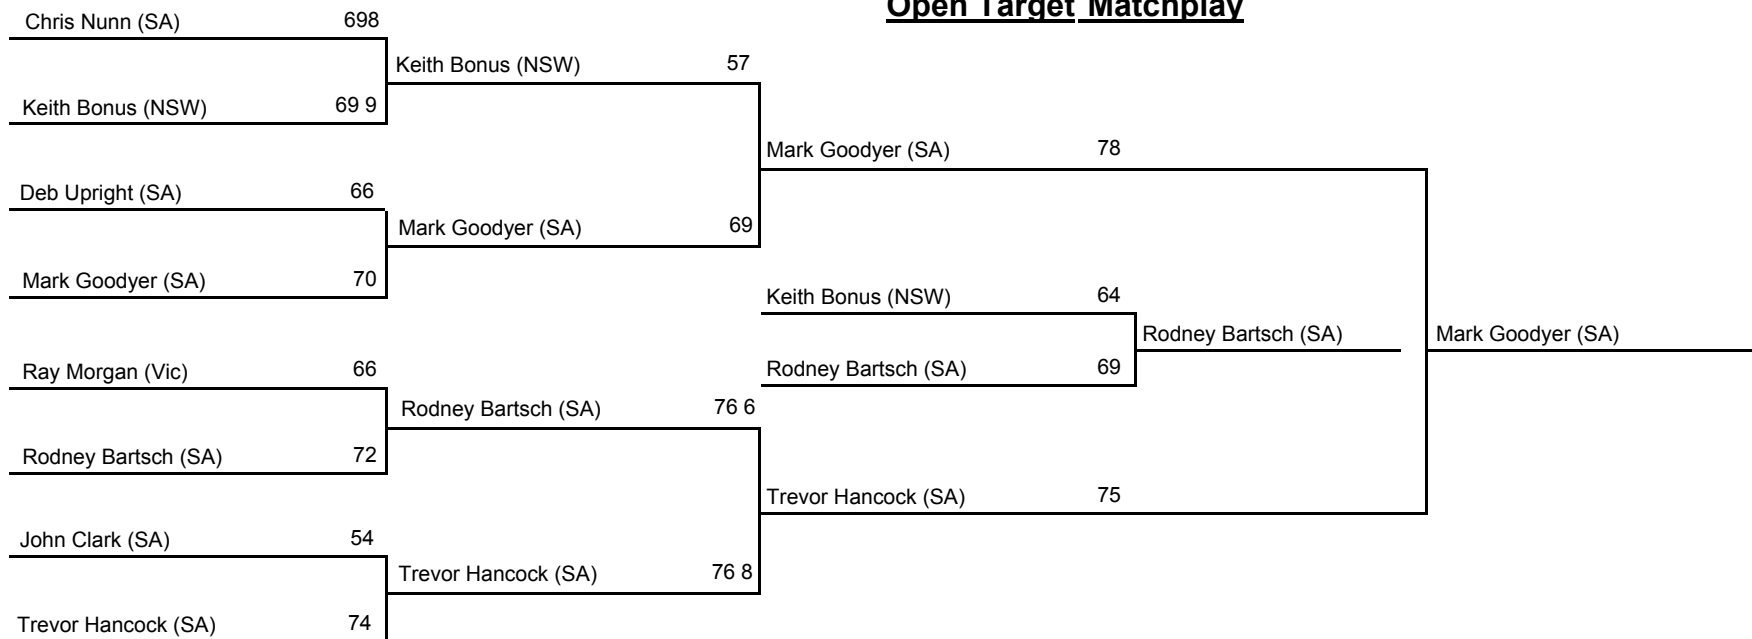 Open Target Matchplay
Chris Nunn (SA) 698
Keith Bonus (NSW) 69 9
Deb Upright (SA) 66
Mark Goodyer (SA) 70
Ray Morgan (Vic) 66
Rodney Bartsch (SA) 72
John Clark (SA) 54
Trevor Hancock (SA) 74
Keith Bonus (NSW) 57
Mark Goodyer (SA) 69
Rodney Bartsch (SA) 76 6
Trevor Hancock (SA) 76 8
Mark Goodyer (SA) 78
Keith Bonus (NSW) 64
Rodney Bartsch (SA) 69
Trevor Hancock (SA) 75
Rodney Bartsch (SA)
Mark Goodyer (SA)